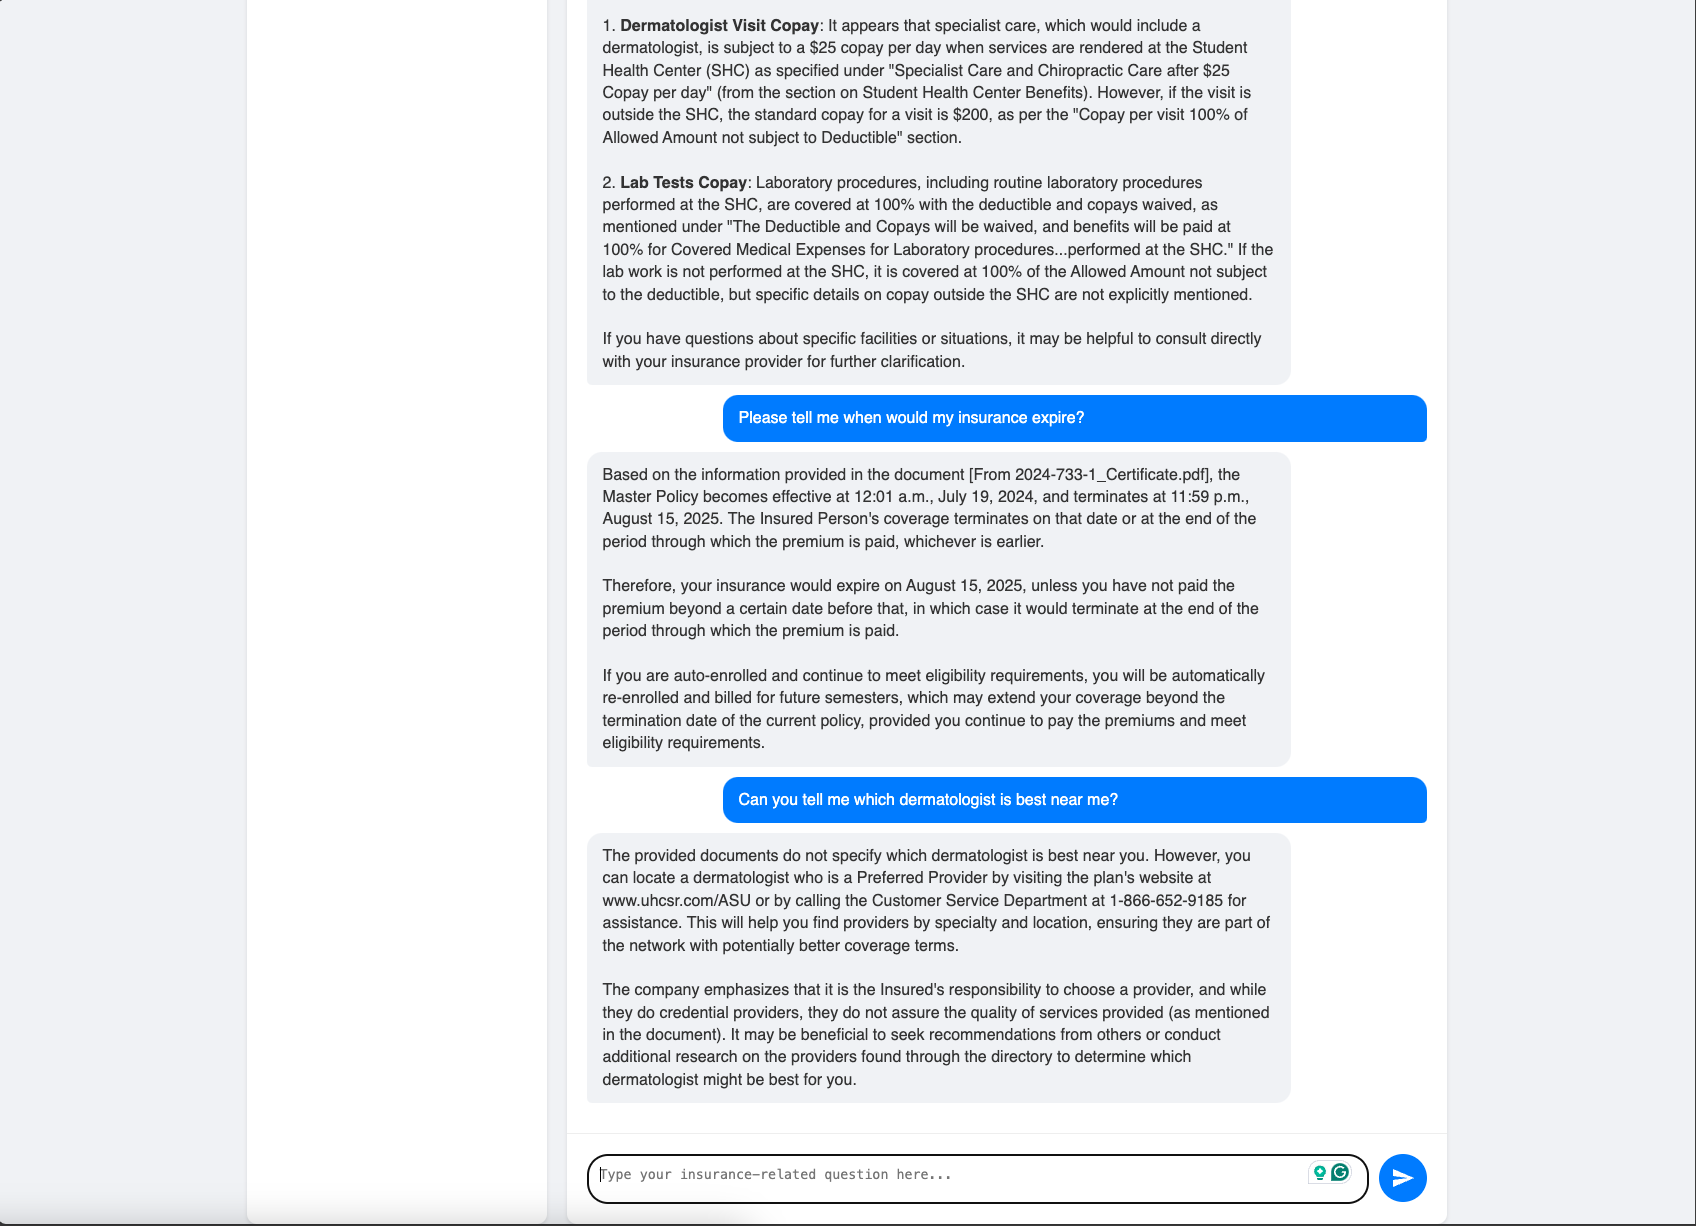 1. Dermatologist Visit Copay: It appears that specialist care, which would include a
dermatologist, is subject to a $25 copay per day when services are rendered at the Student
Health Center (SHC) as specified under "Specialist Care and Chiropractic Care after $25
Copay per day" (from the section on Student Health Center Benefits). However, if the visit is
outside the SHC, the standard copay for a visit is $200, as per the "Copay per visit 100% of
Allowed Amount not subject to Deductible" section.
2. Lab Tests Copay: Laboratory procedures, including routine laboratory procedures
performed at the SHC, are covered at 100% with the deductible and copays waived, as
mentioned under "The Deductible and Copays will be waived, and benefits will be paid at
100% for Covered Medical Expenses for Laboratory procedures...performed at the SHC." If the
lab work is not performed at the SHC, it is covered at 100% of the Allowed Amount not subject
to the deductible, but specific details on copay outside the SHC are not explicitly mentioned.
If you have questions about specific facilities or situations, it may be helpful to consult directly
with your insurance provider for further clarification.
Please tell me when would my insurance expire?
Based on the information provided in the document [From 2024-733-1_Certificate.pdf], the
Master Policy becomes effective at 12:01 a.m., July 19, 2024, and terminates at 11:59 p.m.,
August 15, 2025. The Insured Person's coverage terminates on that date or at the end of the
period through which the premium is paid, whichever is earlier.
Therefore, your insurance would expire on August 15, 2025, unless you have not paid the
premium beyond a certain date before that, in which case it would terminate at the end of the
period through which the premium is paid.
If you are auto-enrolled and continue to meet eligibility requirements, you will be automatically
re-enrolled and billed for future semesters, which may extend your coverage beyond the
termination date of the current policy, provided you continue to pay the premiums and meet
eligibility requirements.
Can you tell me which dermatologist is best near me?
The provided documents do not specify which dermatologist is best near you. However, you
can locate a dermatologist who is a Preferred Provider by visiting the plan's website at
www.uhcsr.com/ASU or by calling the Customer Service Department at 1-866-652-9185 for
assistance. This will help you find providers by specialty and location, ensuring they are part of
the network with potentially better coverage terms.
The company emphasizes that it is the Insured's responsibility to choose a provider, and while
they do credential providers, they do not assure the quality of services provided (as mentioned
in the document). It may be beneficial to seek recommendations from others or conduct
additional research on the providers found through the directory to determine which
dermatologist might be best for you.
Type your insurance-related question here...